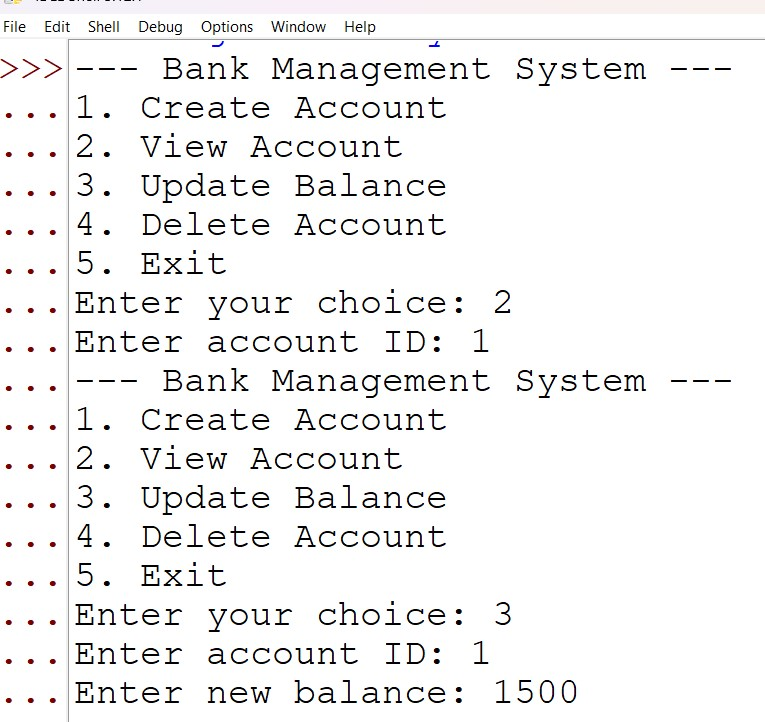 File Edit Shell Debug Options Window Help
>>> --- Bank Management System ---
... 1. Create Account
... 2. View Account
... 3. Update Balance
... 4. Delete Account
... 5. Exit
... Enter your choice: 2
... Enter account ID: 1
... --- Bank Management System ---
... 1. Create Account
... 2. View Account
... 3. Update Balance
... 4. Delete Account
... 5. Exit
... Enter your choice: 3
... Enter account ID: 1
... Enter new balance: 1500